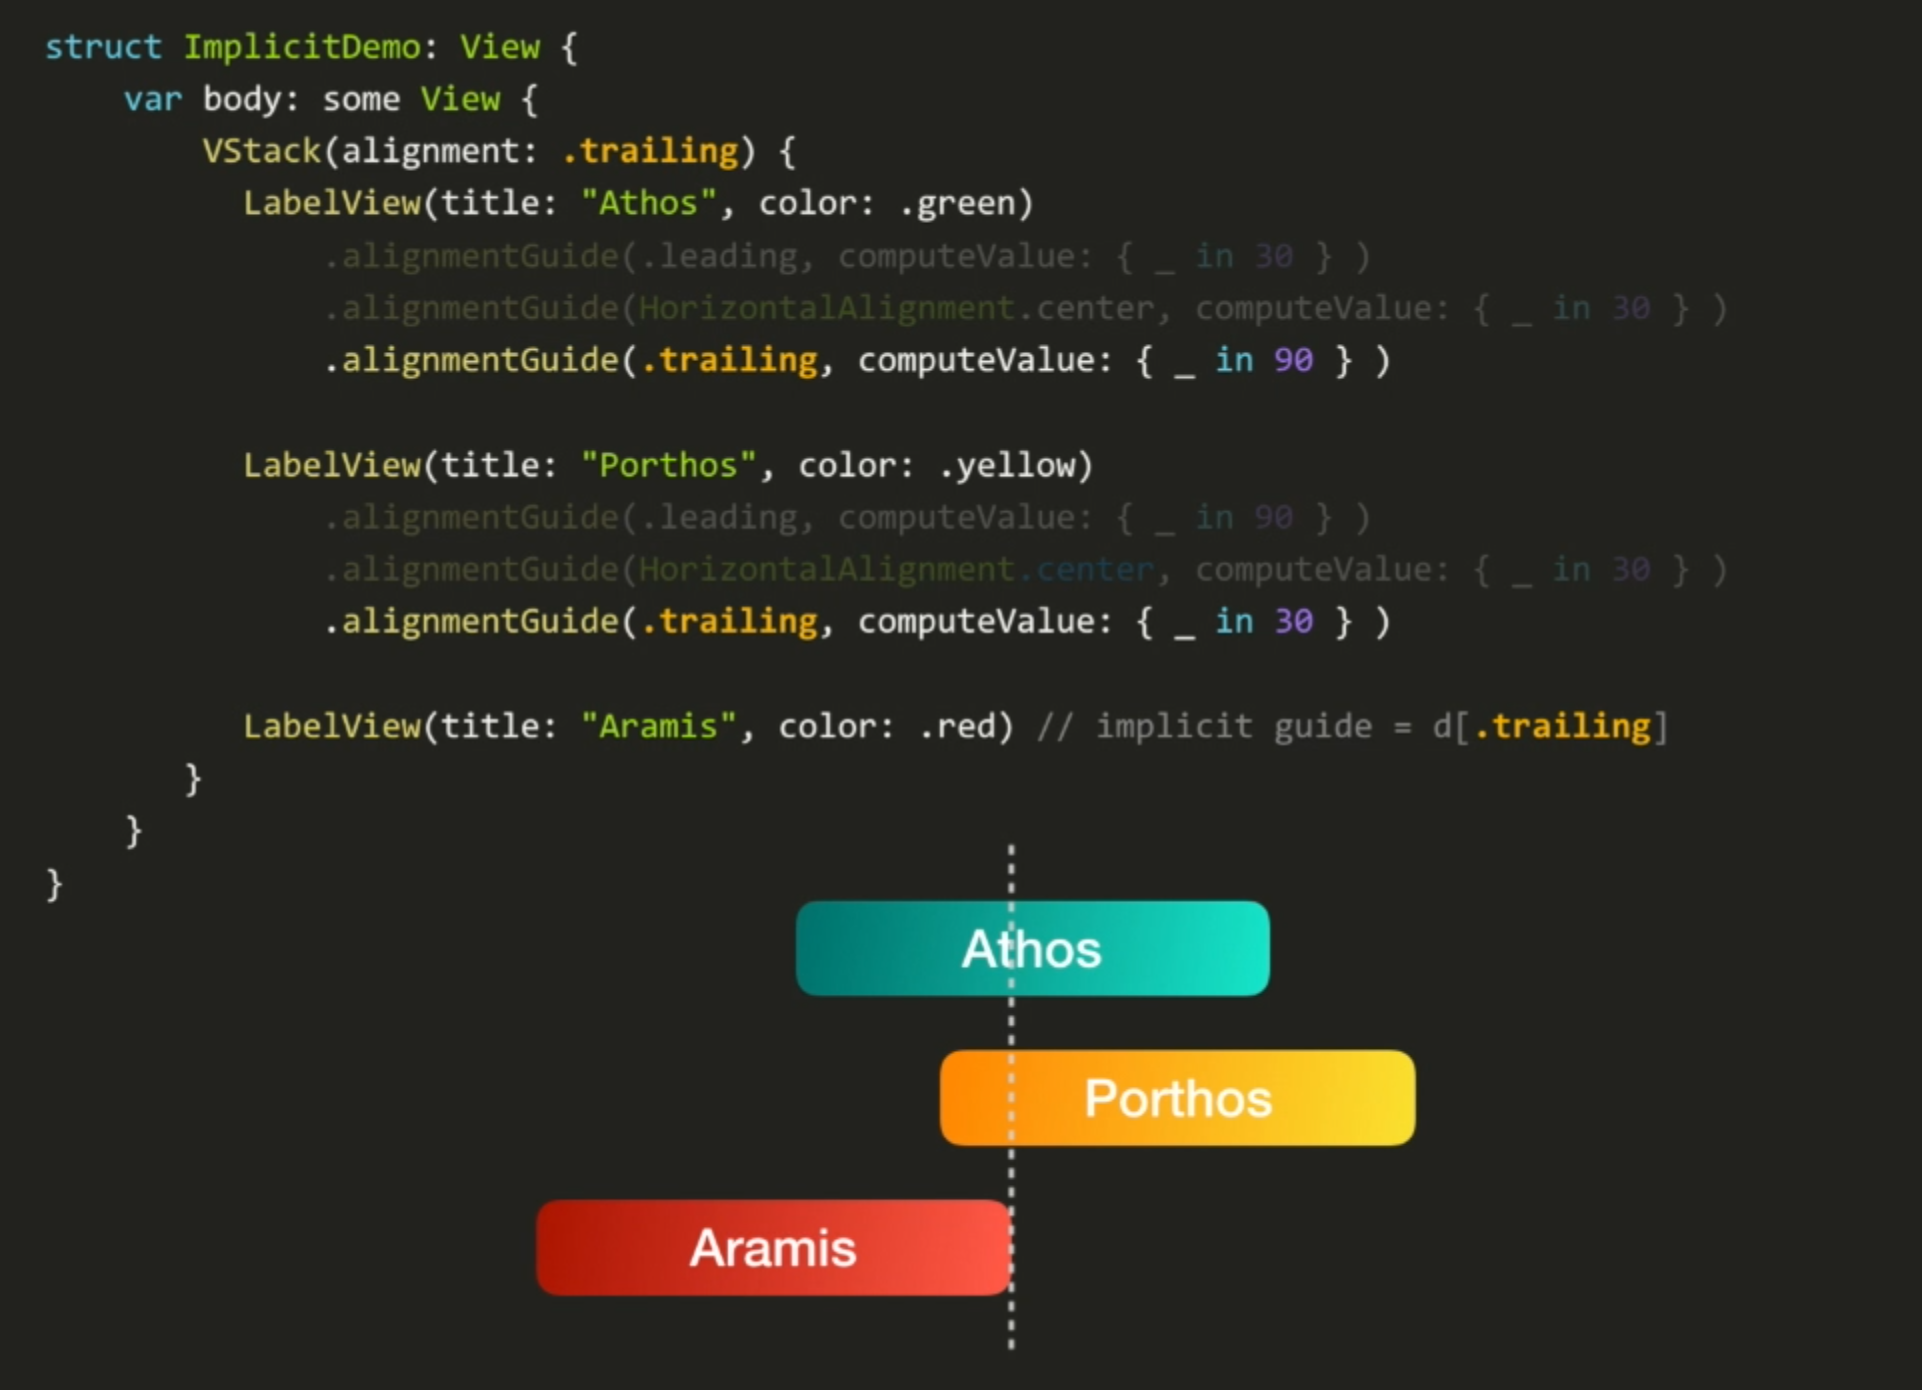 struct ImplicitDemo: View {
var body: some View {
VStack(alignment: .trailing) {
LabelView(title: "Athos", color: .green)
.alignmentGuide(.leading, computeValue: { _ in 30 } )
.alignmentGuide(HorizontalAlignment.center, computeValue: { _ in 30 } )
.alignmentGuide(.trailing, computeValue: { _ in 90 } )
LabelView(title: "Porthos", color: .yellow)
.alignmentGuide(.leading, computeValue: { _ in 90 } )
.alignmentGuide(HorizontalAlignment.center, computeValue: { _ in 30 } )
.alignmentGuide(.trailing, computeValue: { _ in 30 } )
LabelView(title: "Aramis", color: .red) // implicit guide = d[.trailing]
}
}
}
Athos
Porthos
Aramis